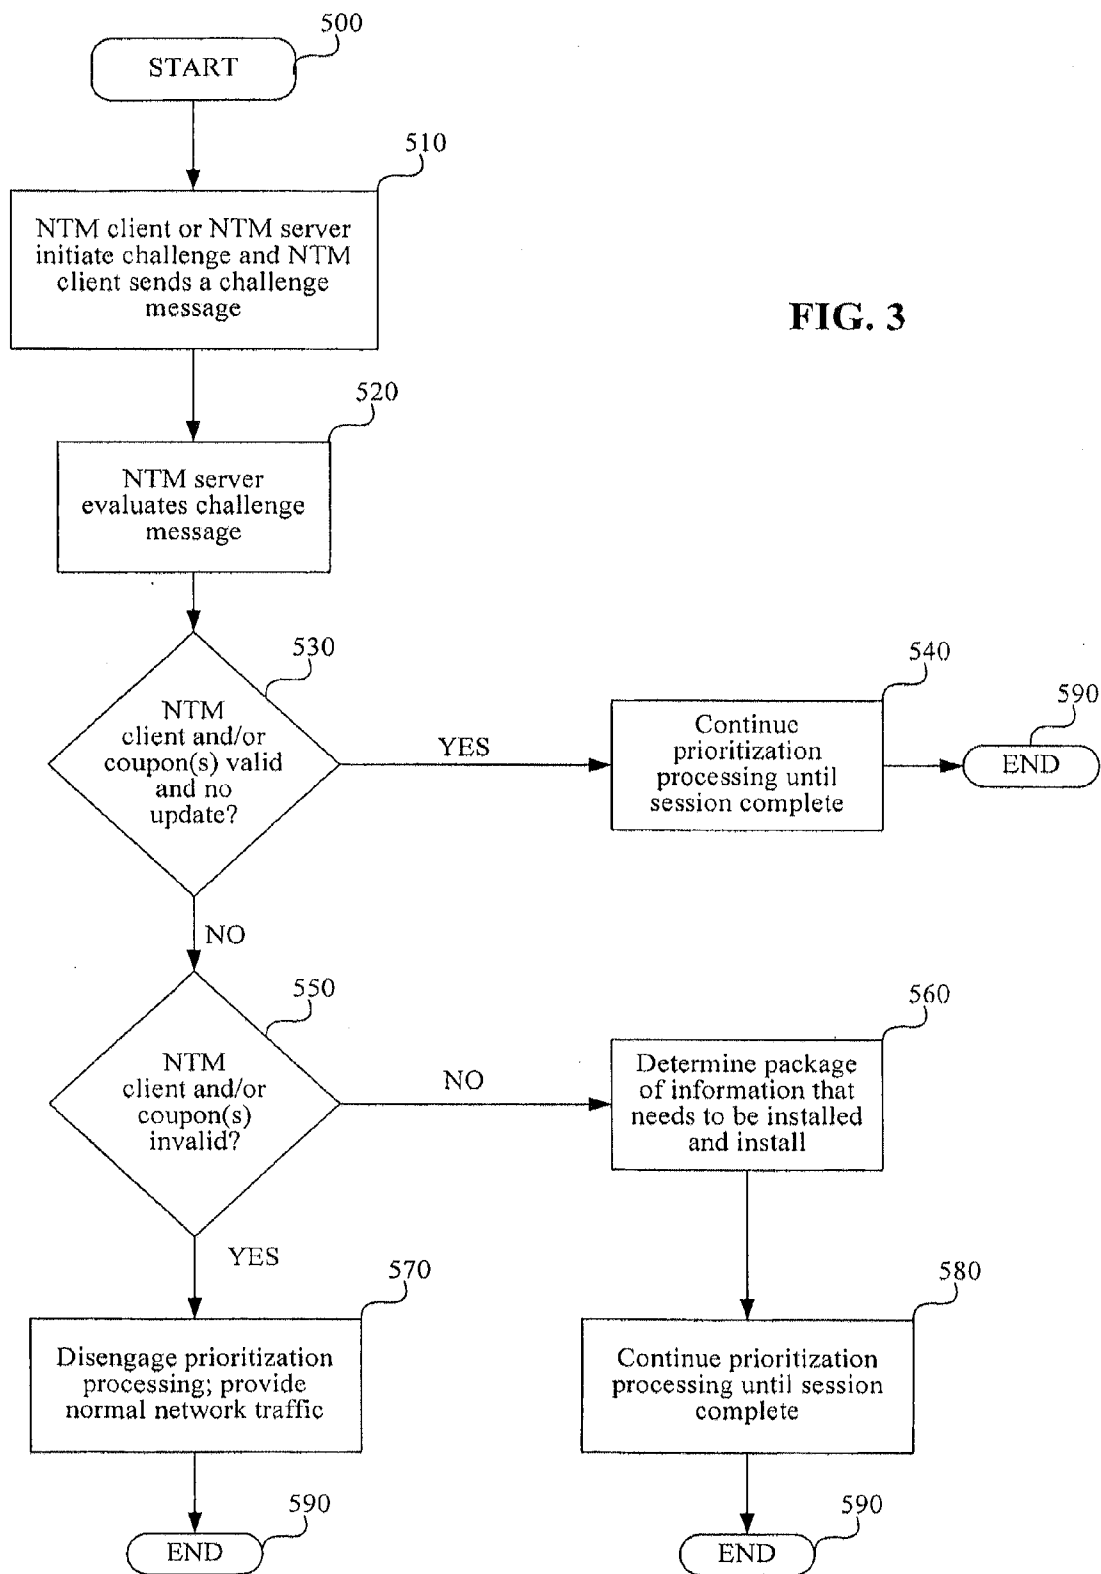 500
START
510
NTM client or NTM server
initiate challenge and NTM
client sends a challenge
message
FIG. 3
520
NTM server
evaluates challenge
message
530
NTM
client and/or
coupon(s) valid
and no
update?
YES
540
Continue
prioritization
processing until
session complete
590
END
NO
550
NTM
client and/or
coupon(s)
invalid?
NO
560
Determine package
of information that
needs to be installed
and install
YES
570
Disengage prioritization
processing; provide
normal network traffic
580
Continue prioritization
processing until session
complete
590
END
590
END